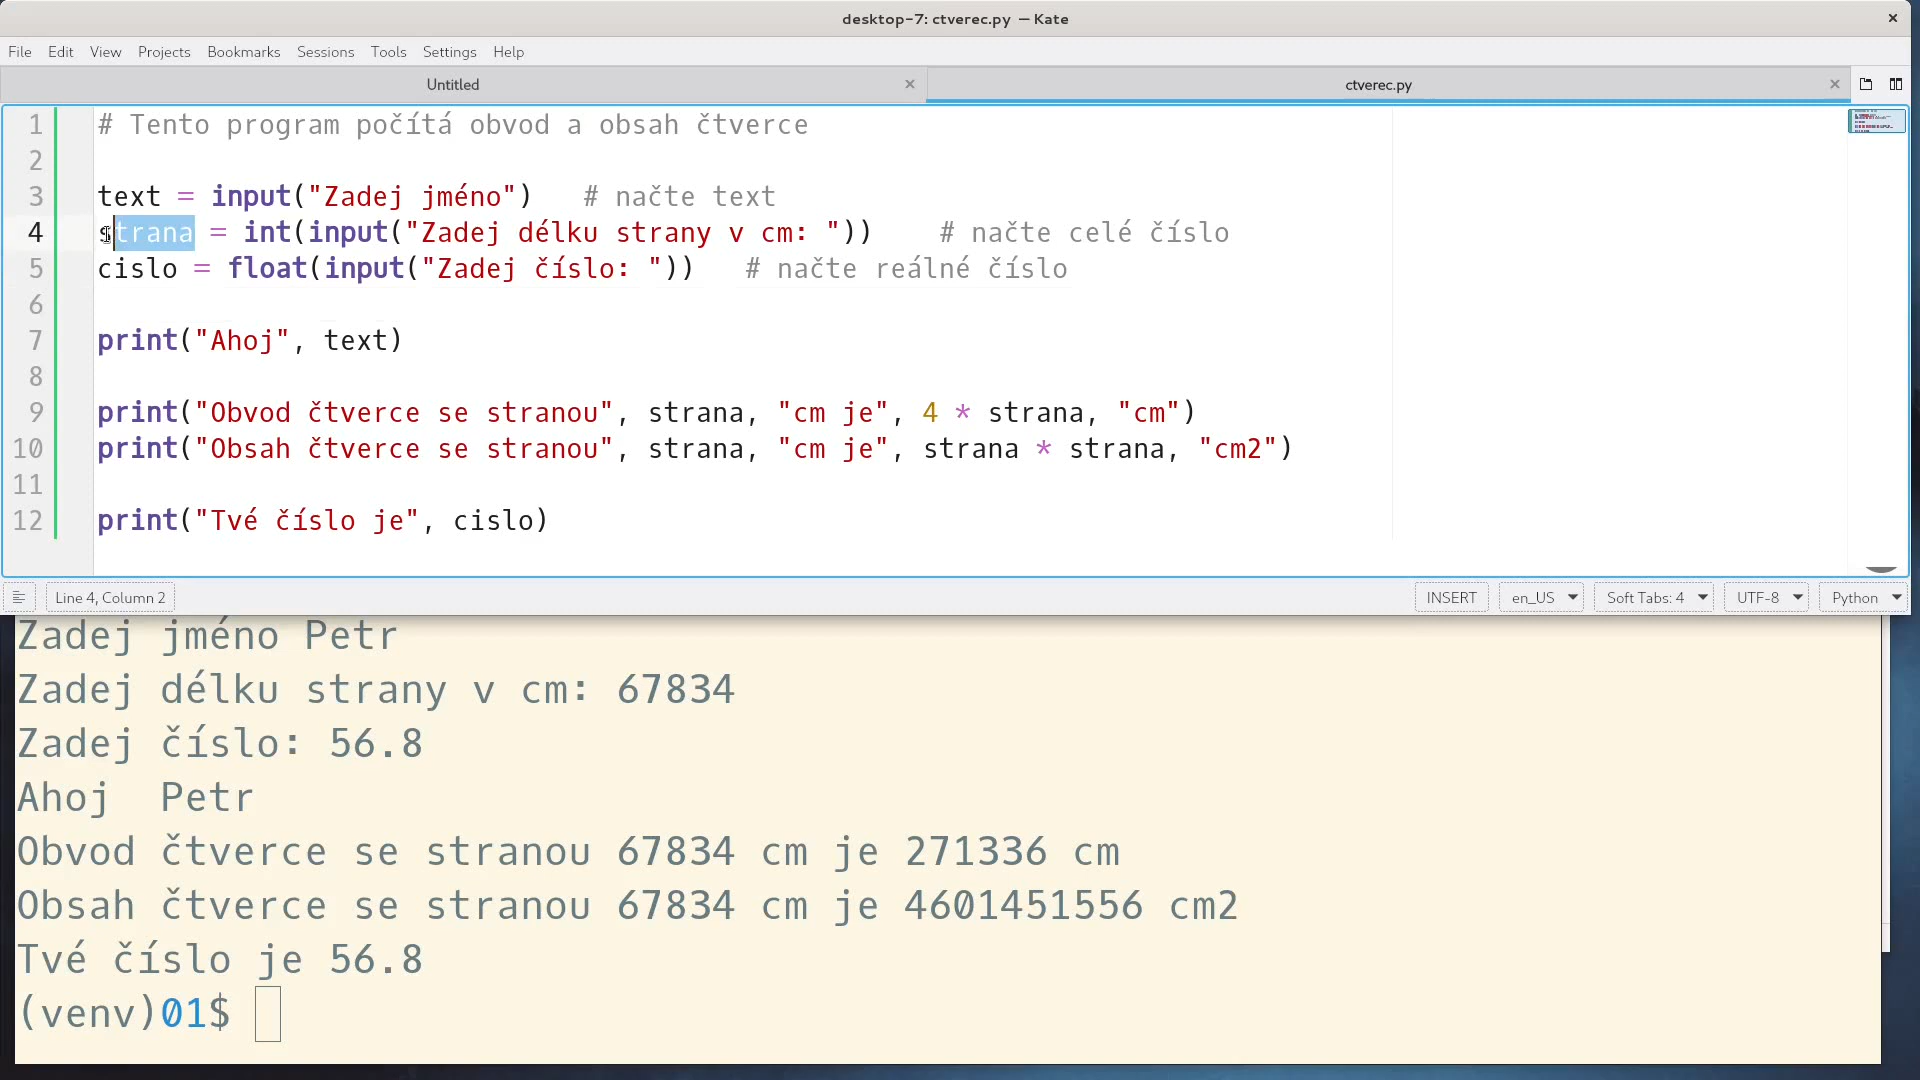 desktop-7: ctverec.py — Kate
File Edit View Projects Bookmarks Sessions Tools Settings Help
Untitled ctverec.py
1 # Tento program počítá obvod a obsah čtverce
2
3 text = input("Zadej jméno") # načte text
4 strana = int(input("Zadej délku strany v cm: ")) # načte celé číslo
5 cislo = float(input("Zadej číslo: ")) # načte reálné číslo
6
7 print("Ahoj", text)
8
9 print("Obvod čtverce se stranou", strana, "cm je", 4 * strana, "cm")
10 print("Obsah čtverce se stranou", strana, "cm je", strana * strana, "cm2")
11
12 print("Tvé číslo je", cislo)
Line 4, Column 2 INSERT en_US Soft Tabs: 4 UTF-8 Python
Zadej jméno Petr
Zadej délku strany v cm: 67834
Zadej číslo: 56.8
Ahoj  Petr
Obvod čtverce se stranou 67834 cm je 271336 cm
Obsah čtverce se stranou 67834 cm je 4601451556 cm2
Tvé číslo je 56.8
(venv)01$